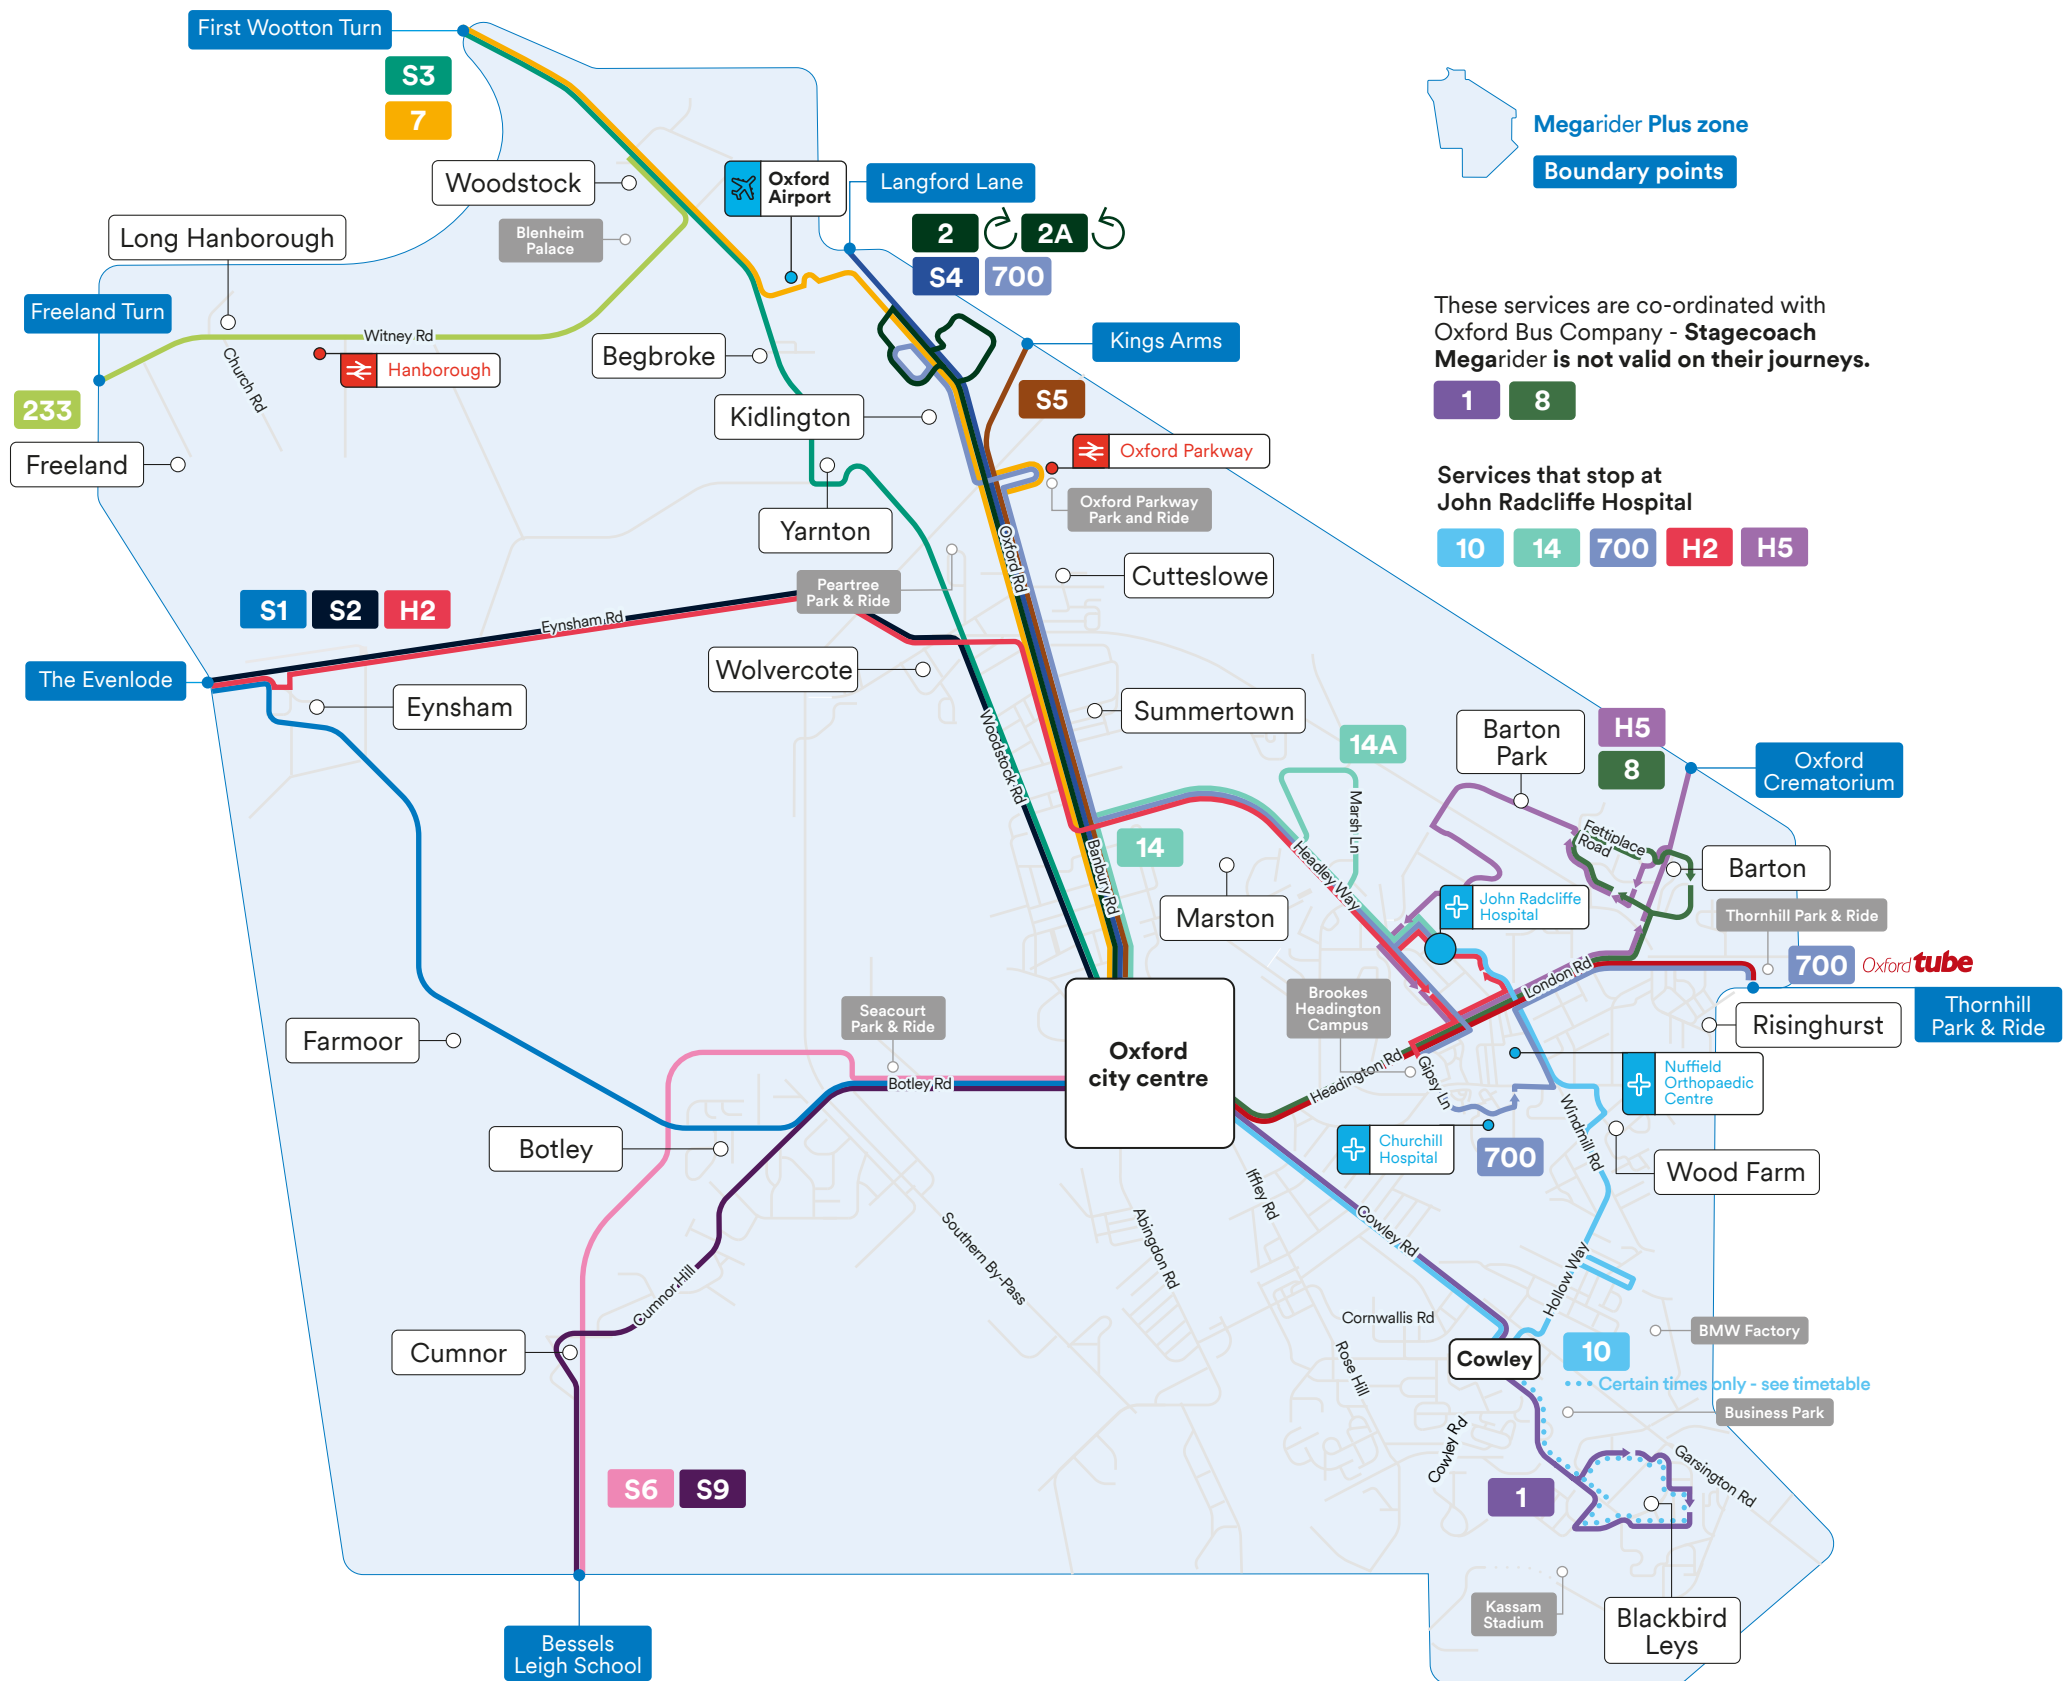 First Wootton Turn
S3
7
Woodstock
Oxford
Airport
Langford Lane
2
2A
S4
700
Blenheim
Palace
Long Hanborough
Freeland Turn
Witney Rd
Church Rd
Hanborough
233
Freeland
Begbroke
Kings Arms
Kidlington
S5
Oxford Parkway
Oxford Parkway
Park and Ride
Yarnton
Oxford Rd
Cutteslowe
Peartree
Park & Ride
S1
S2
H2
Eynsham Rd
The Evenlode
Eynsham
Wolvercote
Summertown
Woodstock Rd
Megarider Plus zone
Boundary points
These services are co-ordinated with
Oxford Bus Company - Stagecoach
Megarider is not valid on their journeys.
1
8
Services that stop at
John Radcliffe Hospital
10
14
700
H2
H5
14A
Marsh Ln
Barton
Park
H5
8
Oxford
Crematorium
Fettiplace
Road
Barton
14
Banbury Rd
Headley Way
Marston
John Radcliffe
Hospital
Thornhill Park & Ride
700
Oxford tube
Thornhill
Park & Ride
London Rd
Risinghurst
Brookes
Headington
Campus
Headington Rd
Gipsy Ln
Nuffield
Orthopaedic
Centre
Churchill
Hospital
700
Windmill Rd
Wood Farm
Seacourt
Park & Ride
Farmoor
Botley Rd
Oxford
city centre
Botley
Iffley Rd
Cowley Rd
Abingdon Rd
Southern By-Pass
Cumnor Hill
Cumnor
Hollow Way
Cornwallis Rd
Rose Hill
Cowley
10
Certain times only - see timetable
BMW Factory
Business Park
Cowley Rd
Garsington Rd
1
S6
S9
Kassam
Stadium
Blackbird
Leys
Bessels
Leigh School